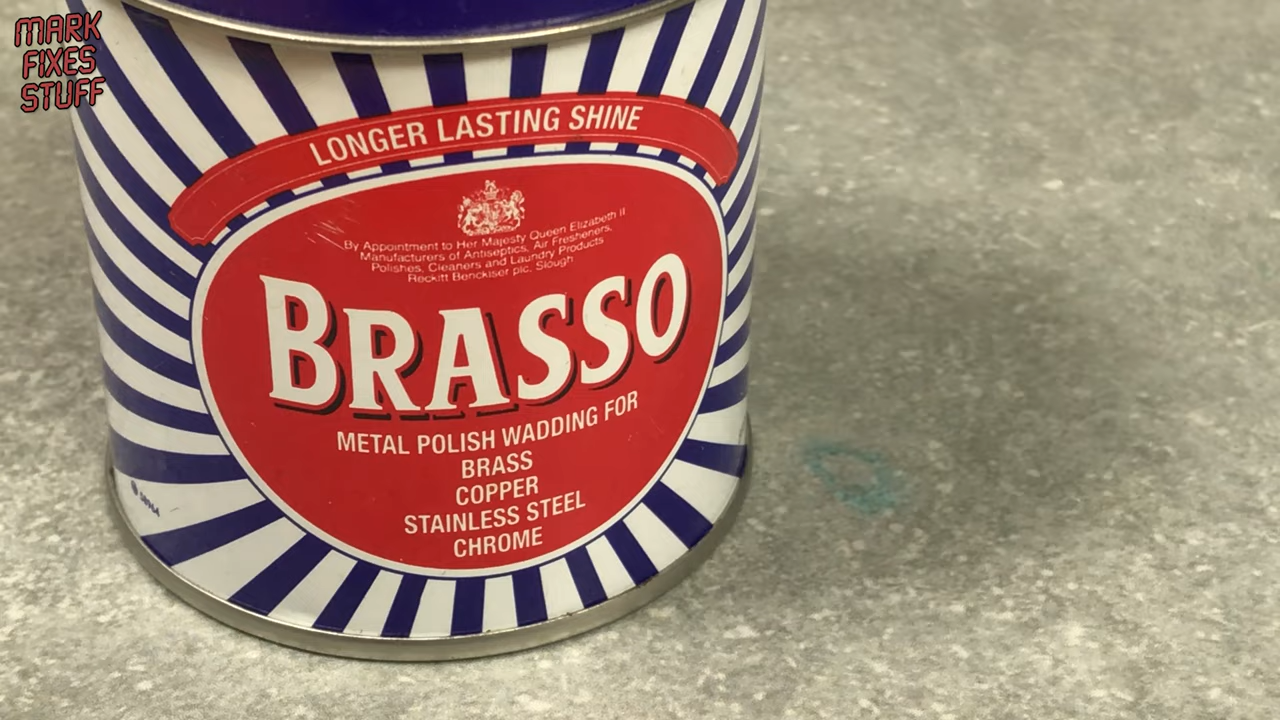 MARK
FIXES
STUFF
LONGER LASTING SHINE
By Appointment to Her Majesty Queen Elizabeth II
Manufacturers of Antiseptics, Air Fresheners,
Polishes, Cleaners and Laundry Products
Reckitt Benckiser plc. Slough
BRASSO
METAL POLISH WADDING FOR
BRASS
COPPER
STAINLESS STEEL
CHROME